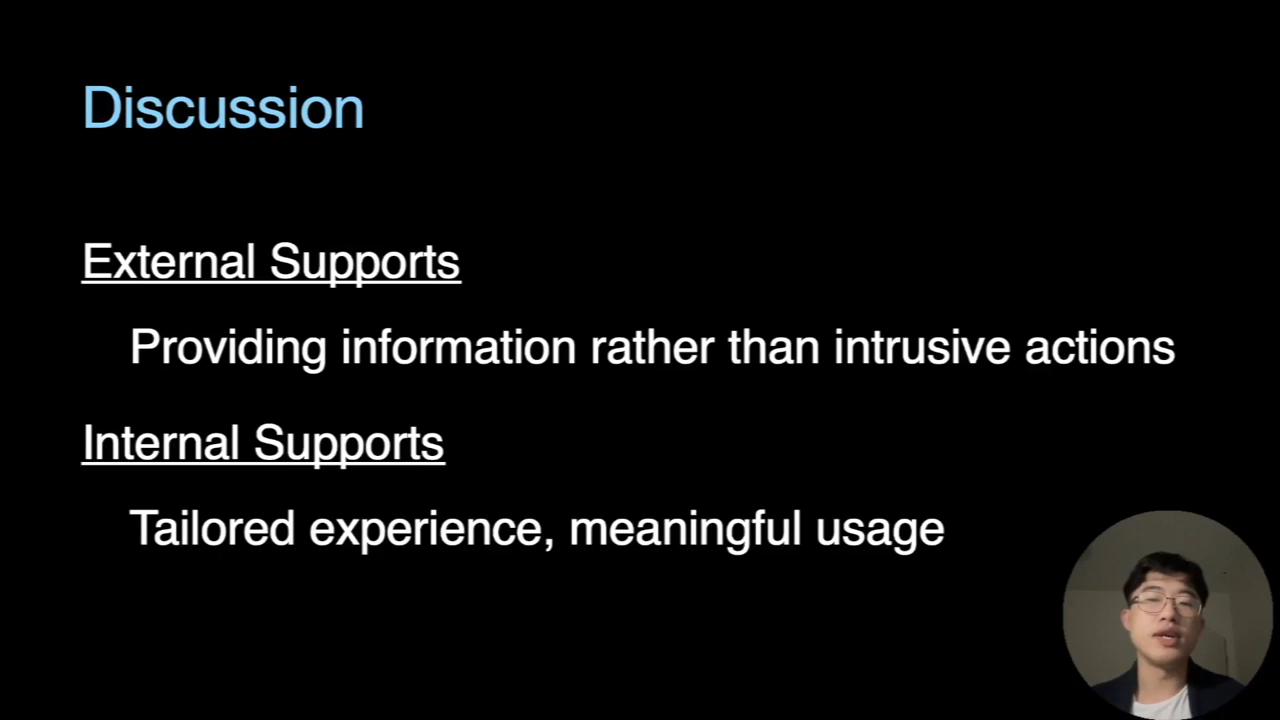 Discussion
External Supports
Providing information rather than intrusive actions
Internal Supports
Tailored experience, meaningful usage